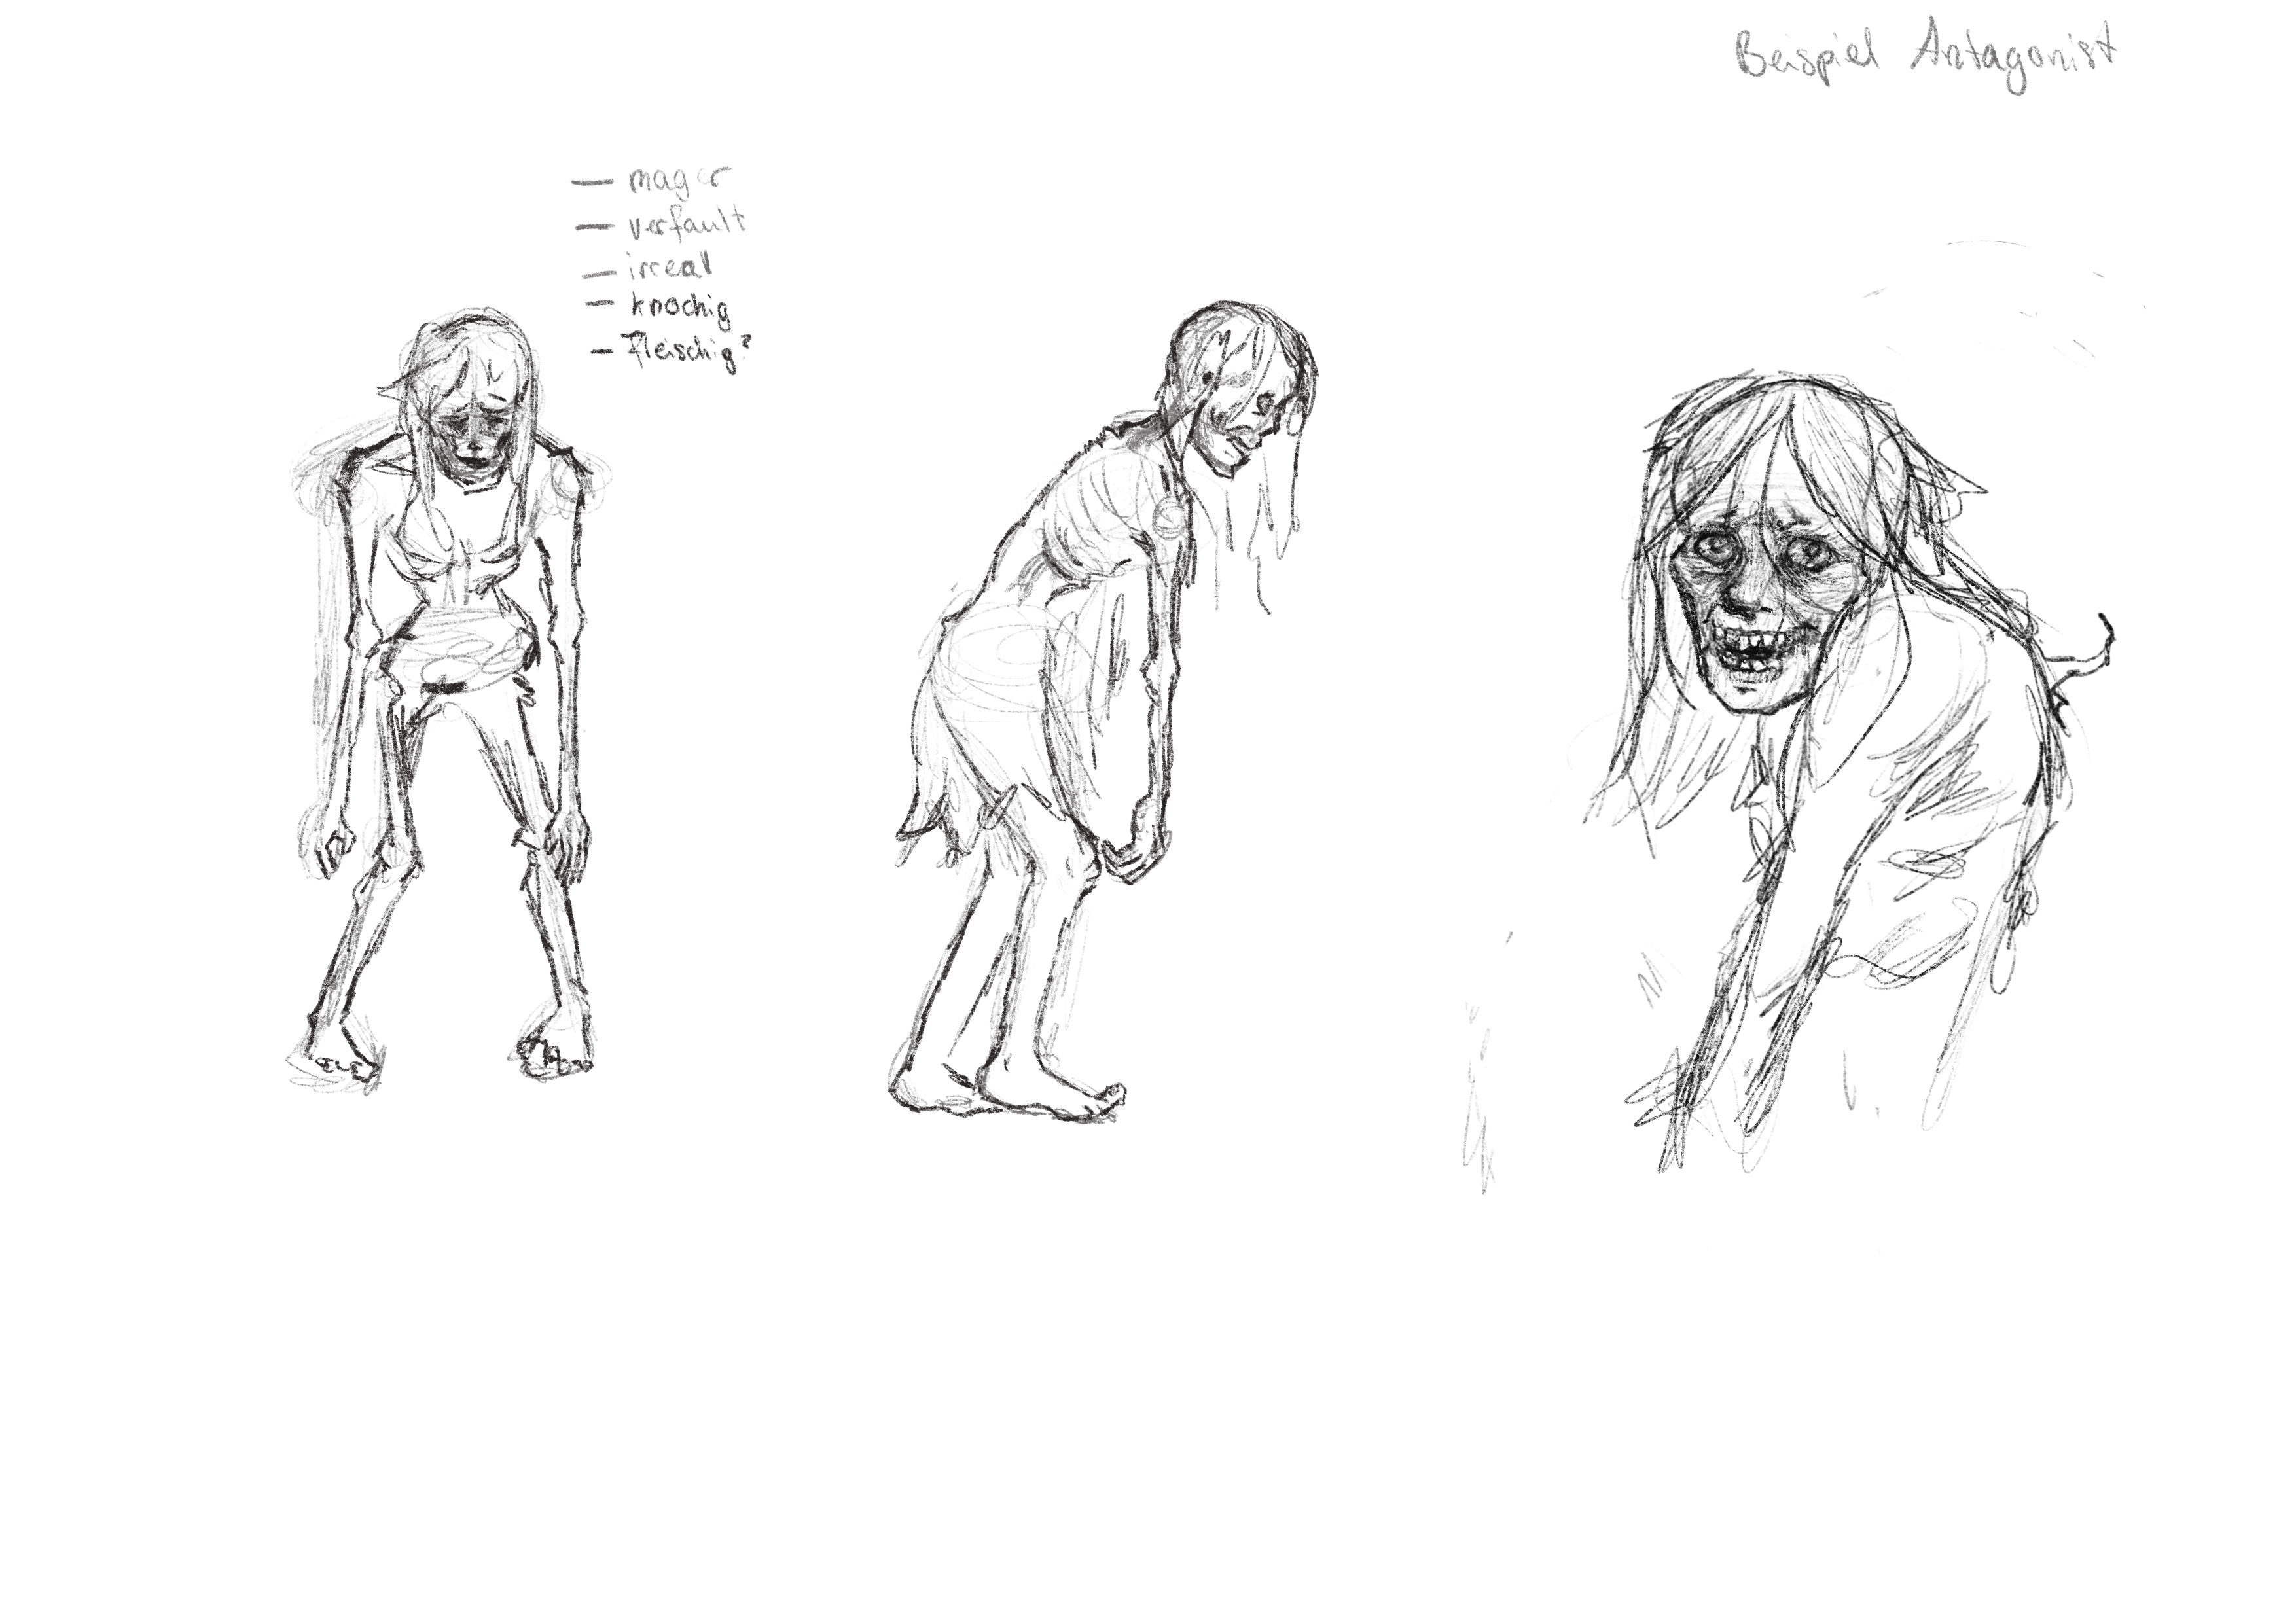 Beispiel Antagonist
— mager
— verfault
— irreal
— knochig
— fleischig?